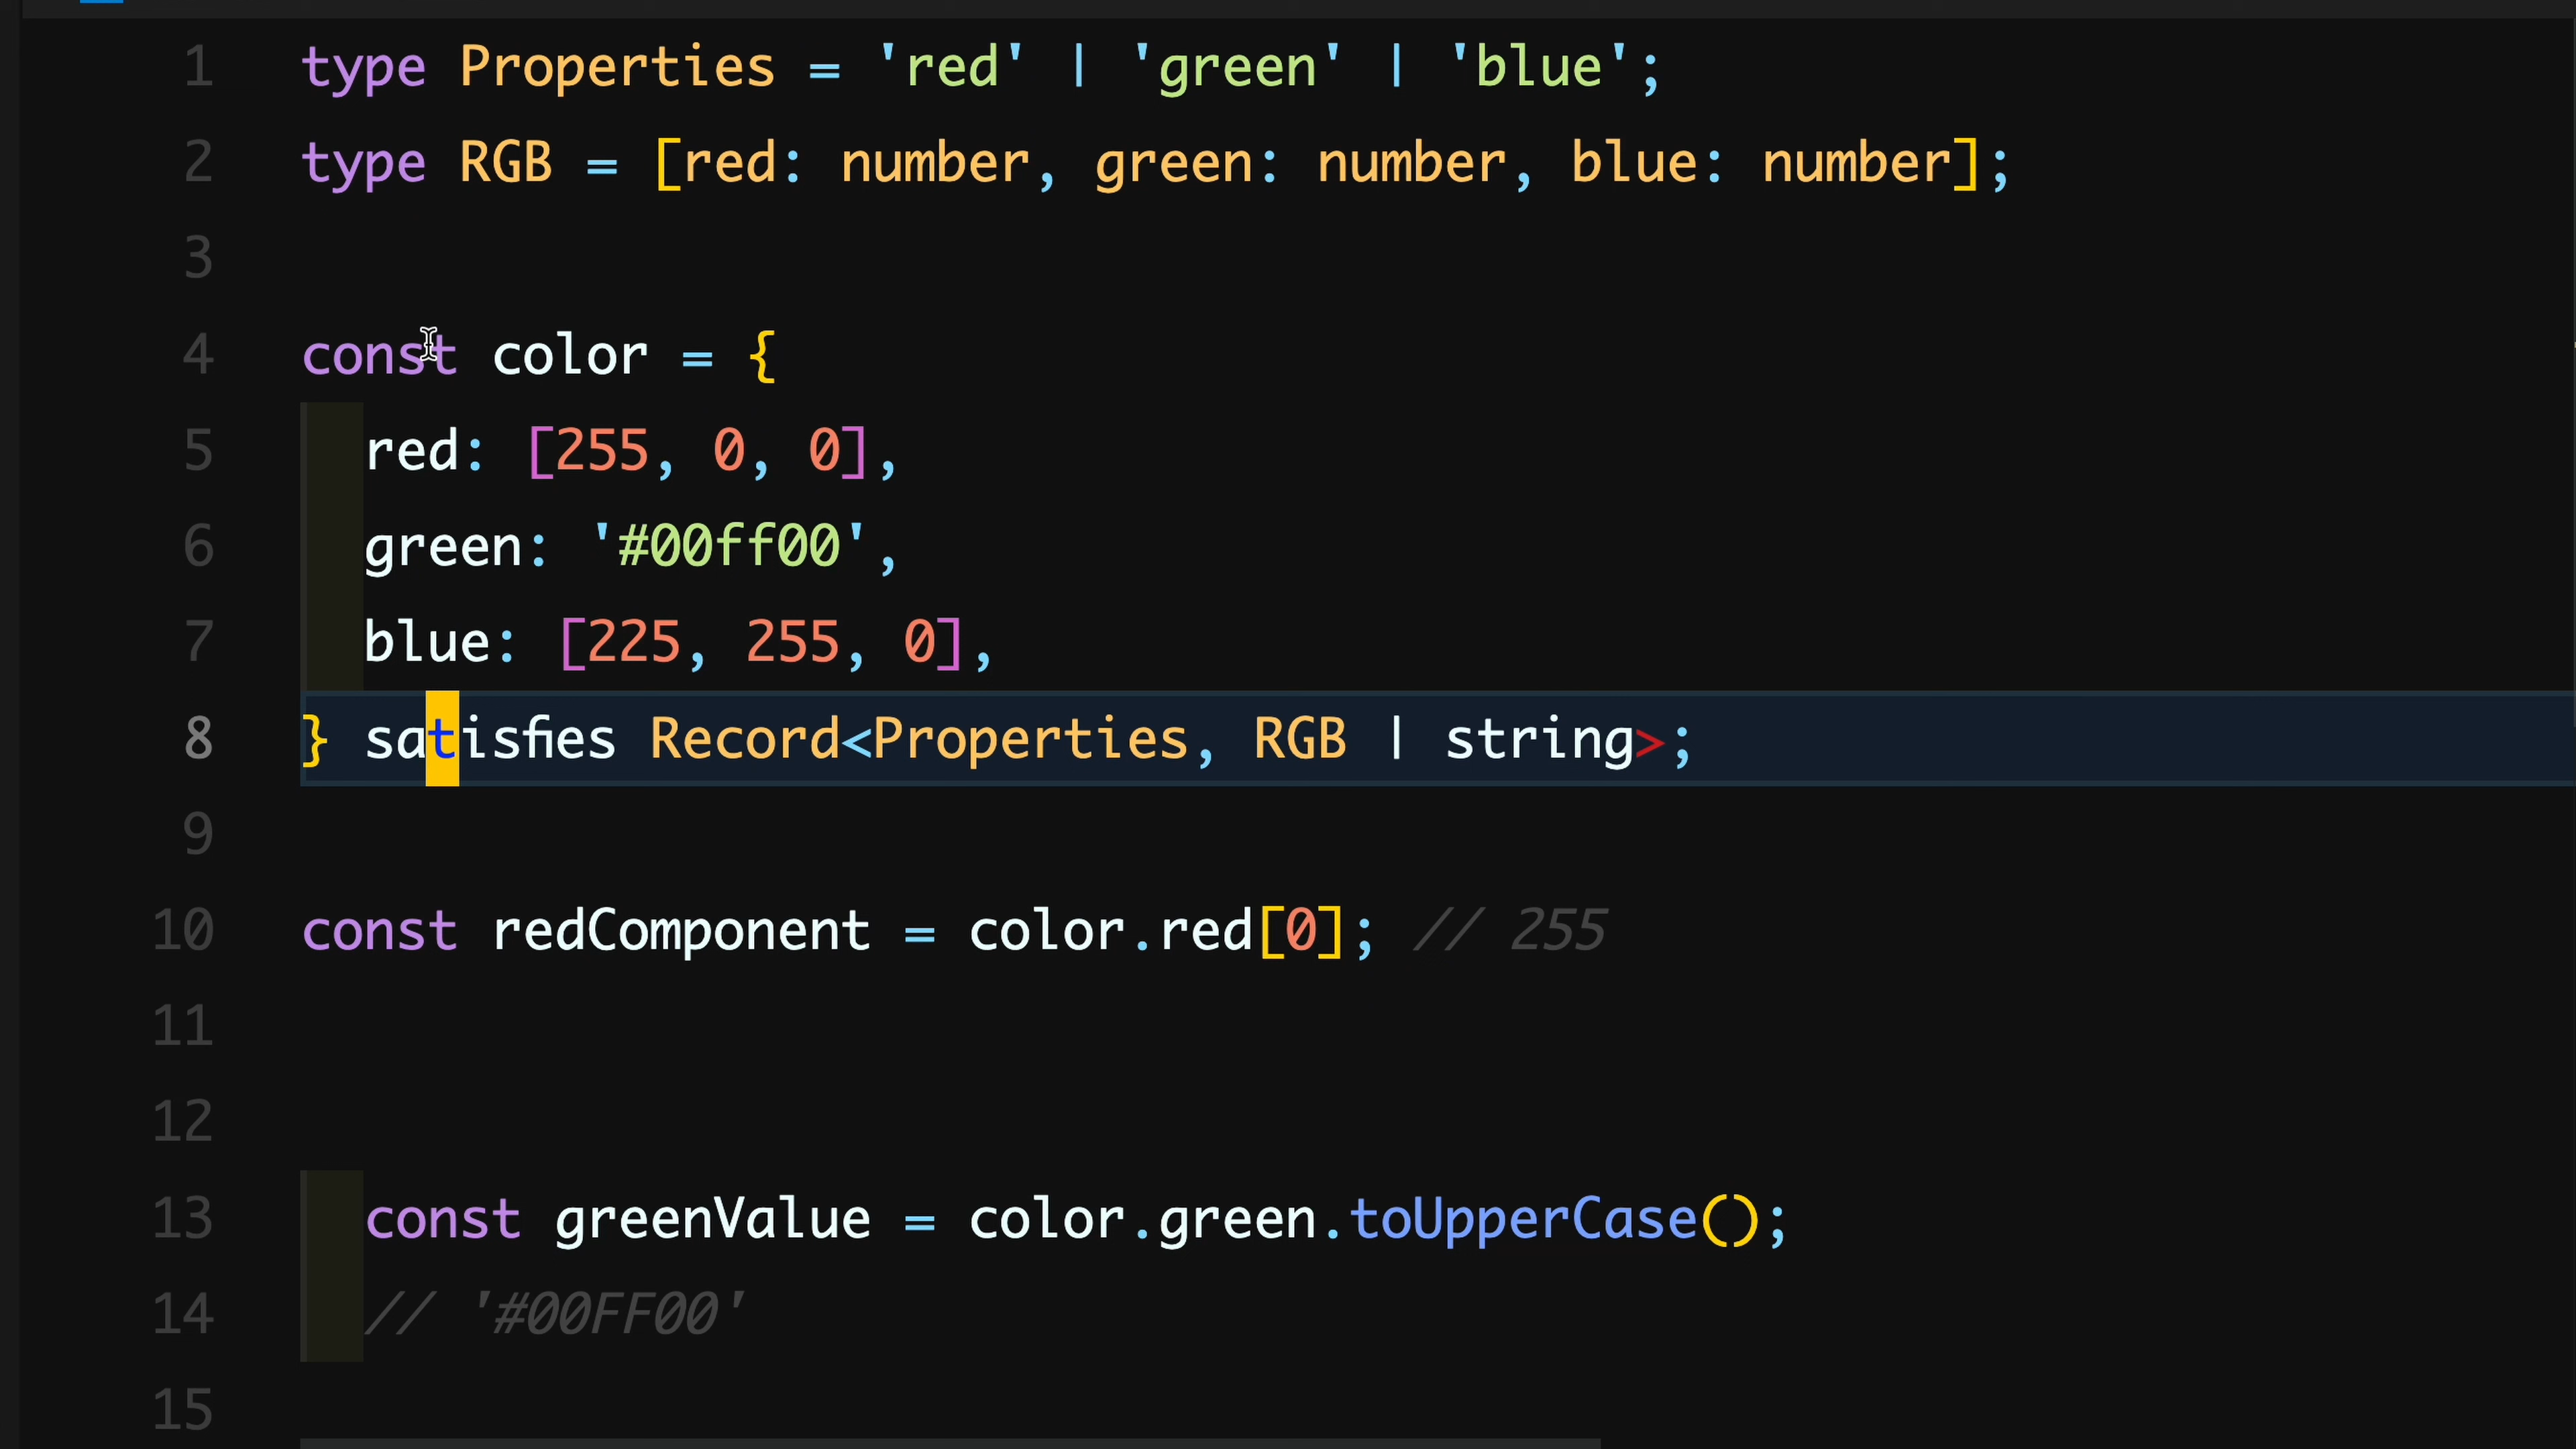 1 type Properties = 'red' | 'green' | 'blue';
2 type RGB = [red: number, green: number, blue: number];
3
4 const color = {
5 red: [255, 0, 0],
6 green: '#00ff00',
7 blue: [225, 255, 0],
8 } satisfies Record<Properties, RGB | string>;
9
10 const redComponent = color.red[0]; // 255
11
12
13 const greenValue = color.green.toUpperCase();
14 // '#00FF00'
15